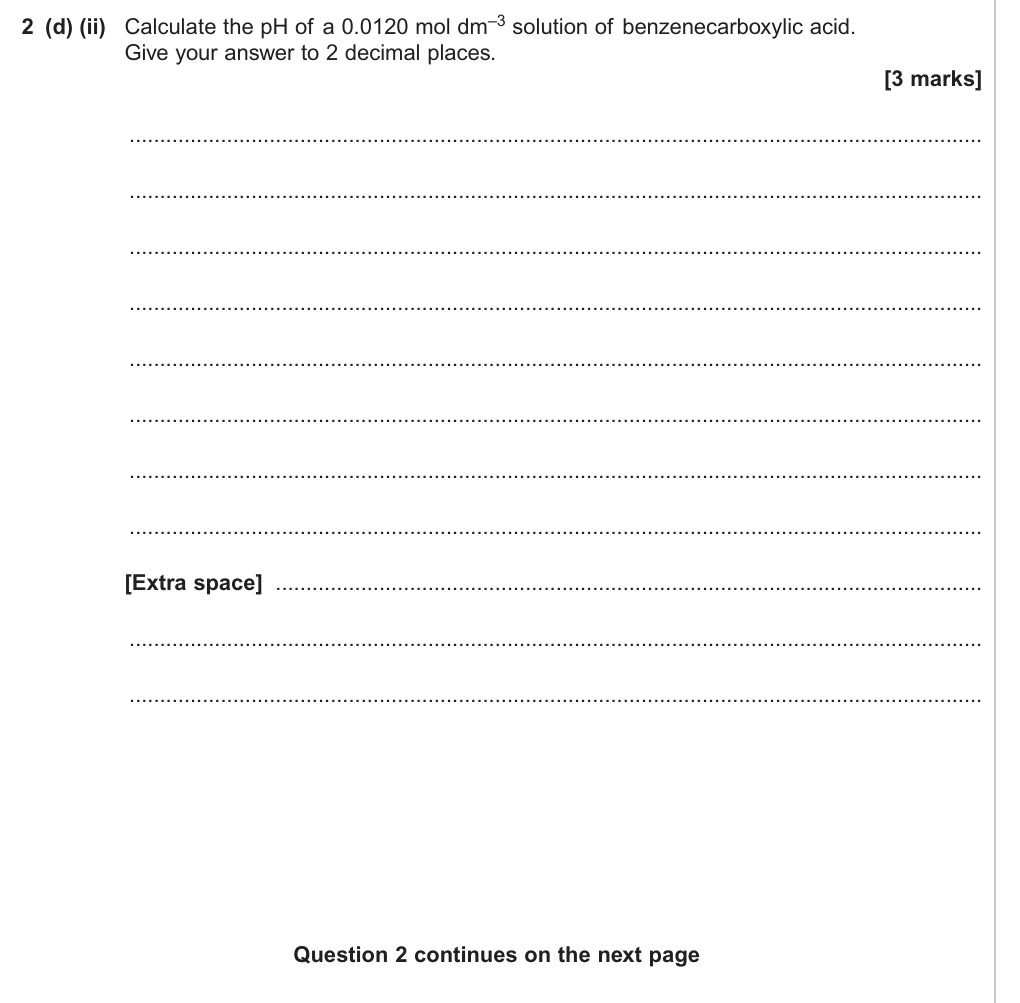 2 (d) (ii) Calculate the pH of a 0.0120 mol dm⁻³ solution of benzenecarboxylic acid.
Give your answer to 2 decimal places.
[3 marks]
[Extra space]
Question 2 continues on the next page